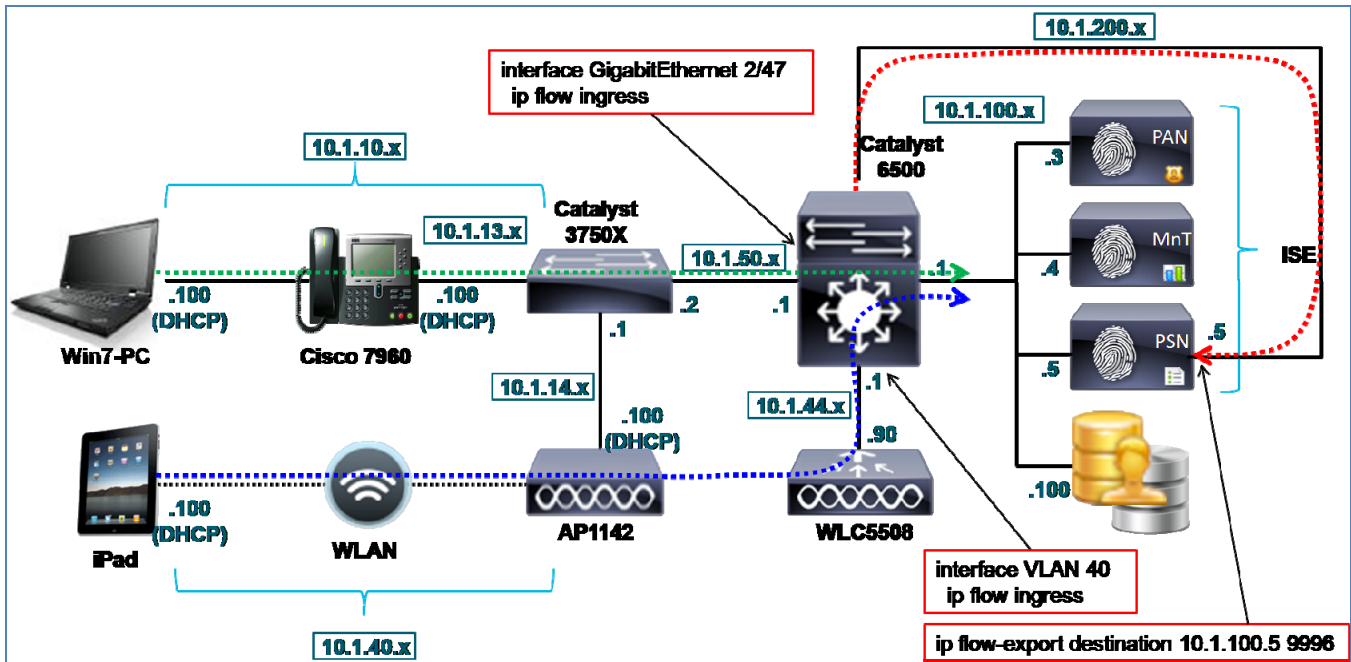 10.1.200.x
interface GigabitEthernet 2/47
ip flow ingress
10.1.100.x
Catalyst
6500
PAN
.3
10.1.10.x
10.1.13.x
Catalyst
3750X
10.1.50.x
MnT
.4
ISE
.1
.100
(DHCP)
Win7-PC
.100
(DHCP)
Cisco 7960
.2
.1
.1
PSN
.5
.5
10.1.14.x
.1
10.1.44.x
.100
(DHCP)
.90
.100
(DHCP)
iPad
WLAN
AP1142
WLC5508
.100
interface VLAN 40
ip flow ingress
10.1.40.x
ip flow-export destination 10.1.100.5 9996